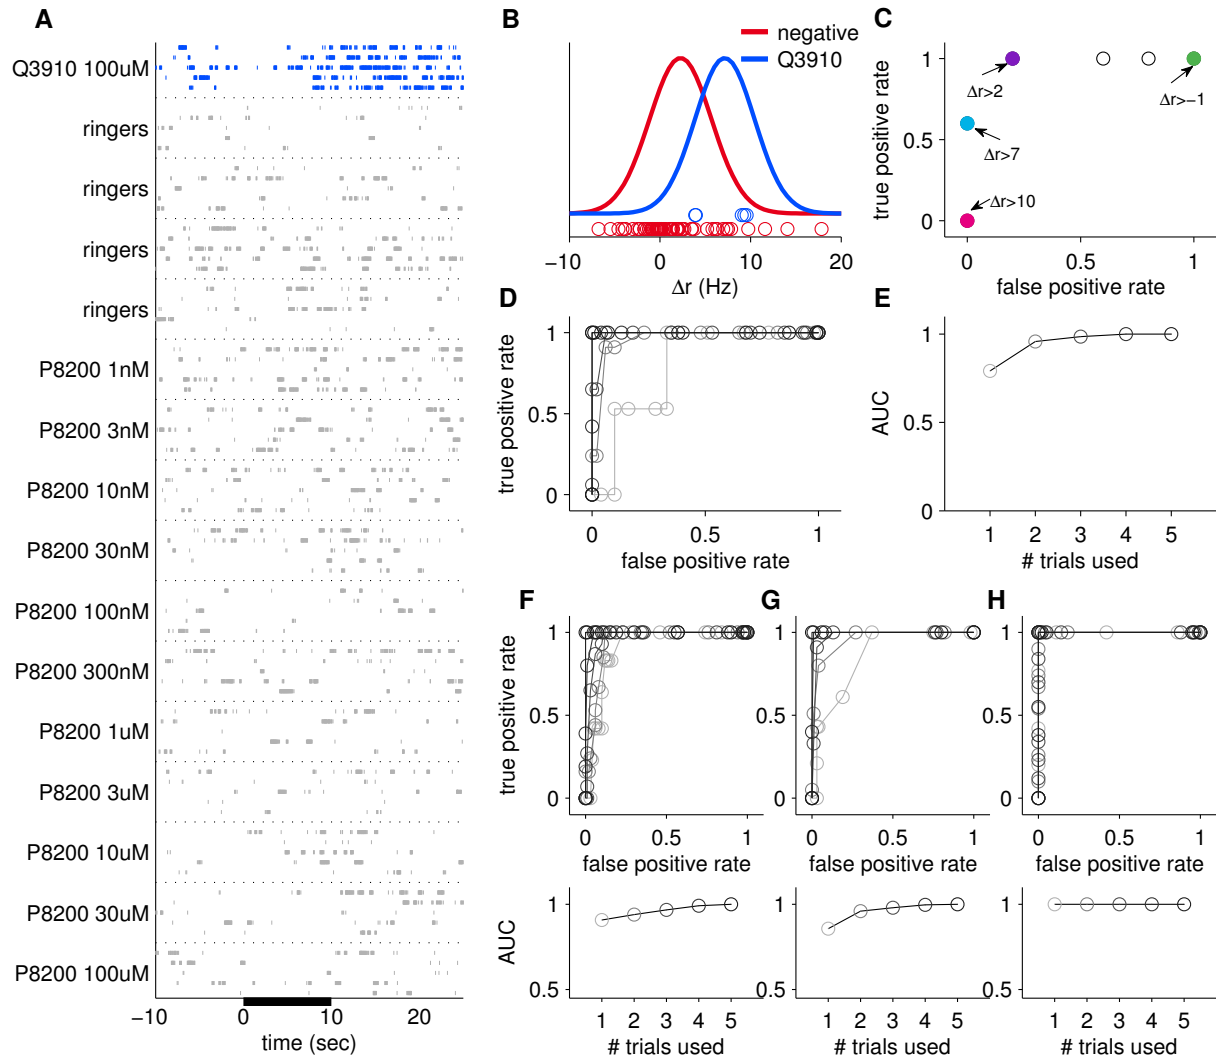 A
Q3910 100uM
ringers
ringers
ringers
ringers
P8200 1nM
P8200 3nM
P8200 10nM
P8200 30nM
P8200 100nM
P8200 300nM
P8200 1uM
P8200 3uM
P8200 10uM
P8200 30uM
P8200 100uM
−10 0 10 20
time (sec)
B
negative
Q3910
−10 0 10 20
Δr (Hz)
C
true positive rate
1
0.5
0
Δr>2
Δr>−1
Δr>7
Δr>10
0 0.5 1
false positive rate
D
true positive rate
1
0.5
0
0 0.5 1
false positive rate
E
AUC
1
0.5
0
1 2 3 4 5
# trials used
F
true positive rate
1
0.5
0
0 0.5 1
false positive rate
AUC
1
0.5
1 2 3 4 5
# trials used
G
1
0.5
0
0 0.5 1
false positive rate
1
0.5
1 2 3 4 5
# trials used
H
1
0.5
0
0 0.5 1
false positive rate
1
0.5
1 2 3 4 5
# trials used